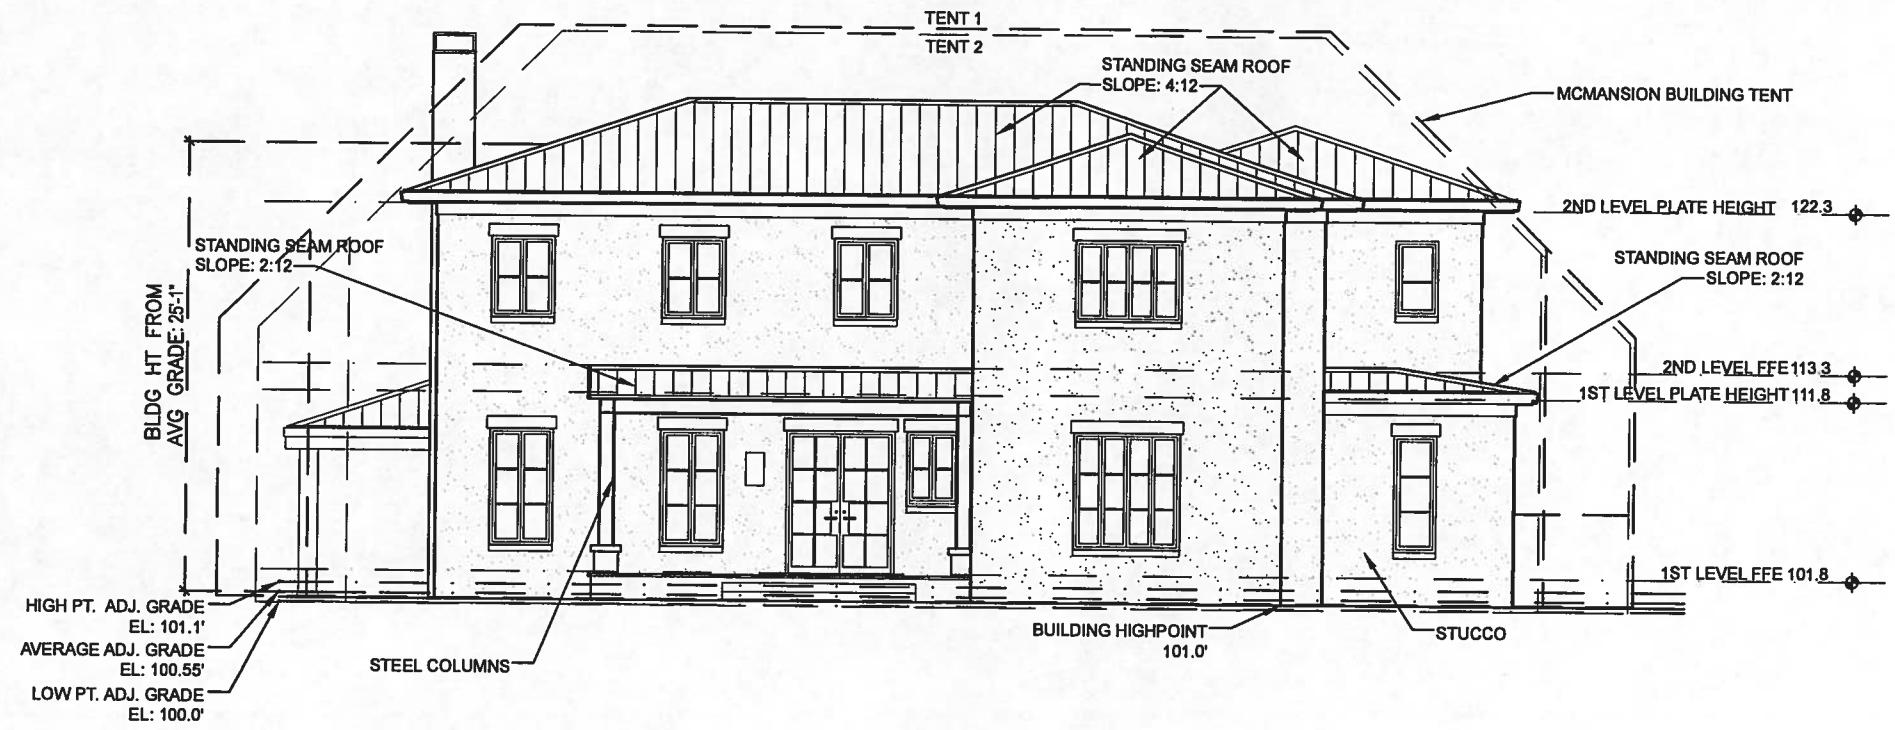 TENT 1
TENT 2
STANDING SEAM ROOF
SLOPE: 4:12
MCMANSION BUILDING TENT
2ND LEVEL PLATE HEIGHT 122.3
STANDING SEAM ROOF
SLOPE: 2:12
STANDING SEAM ROOF
SLOPE: 2:12
BLDG HT FROM
AVG GRADE: 25'-1"
2ND LEVEL FFE 113.3
1ST LEVEL PLATE HEIGHT 111.8
1ST LEVEL FFE 101.8
HIGH PT. ADJ. GRADE
EL: 101.1'
AVERAGE ADJ. GRADE
EL: 100.55'
LOW PT. ADJ. GRADE
EL: 100.0'
STEEL COLUMNS
BUILDING HIGHPOINT
101.0'
STUCCO